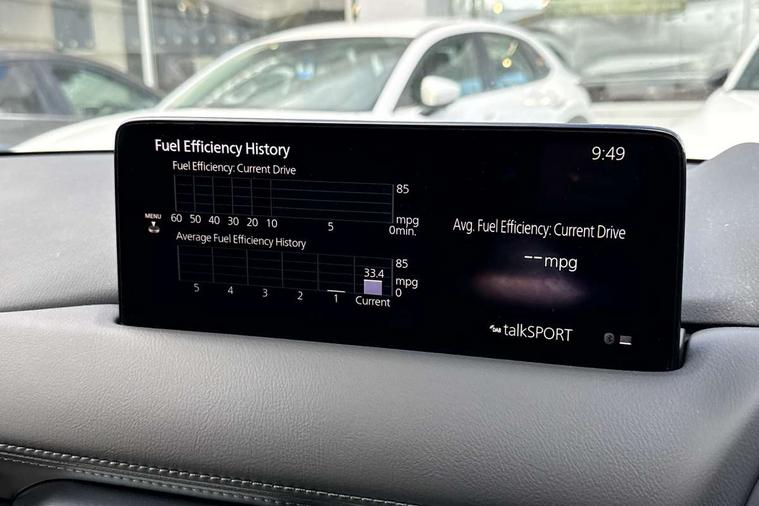 Fuel Efficiency History
9:49
Fuel Efficiency: Current Drive
85
mpg
MENU
60 50 40 30 20 10 5 0min.
Average Fuel Efficiency History
85
33.4
mpg
0
5 4 3 2 1 Current
Avg. Fuel Efficiency: Current Drive
--mpg
DAB talkSPORT